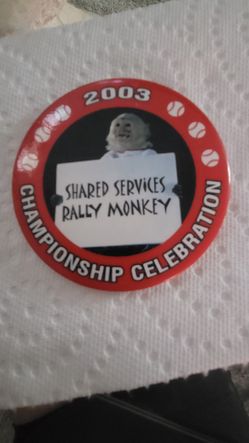 2003
SHARED SERVICES
RALLY MONKEY
CHAMPIONSHIP CELEBRATION